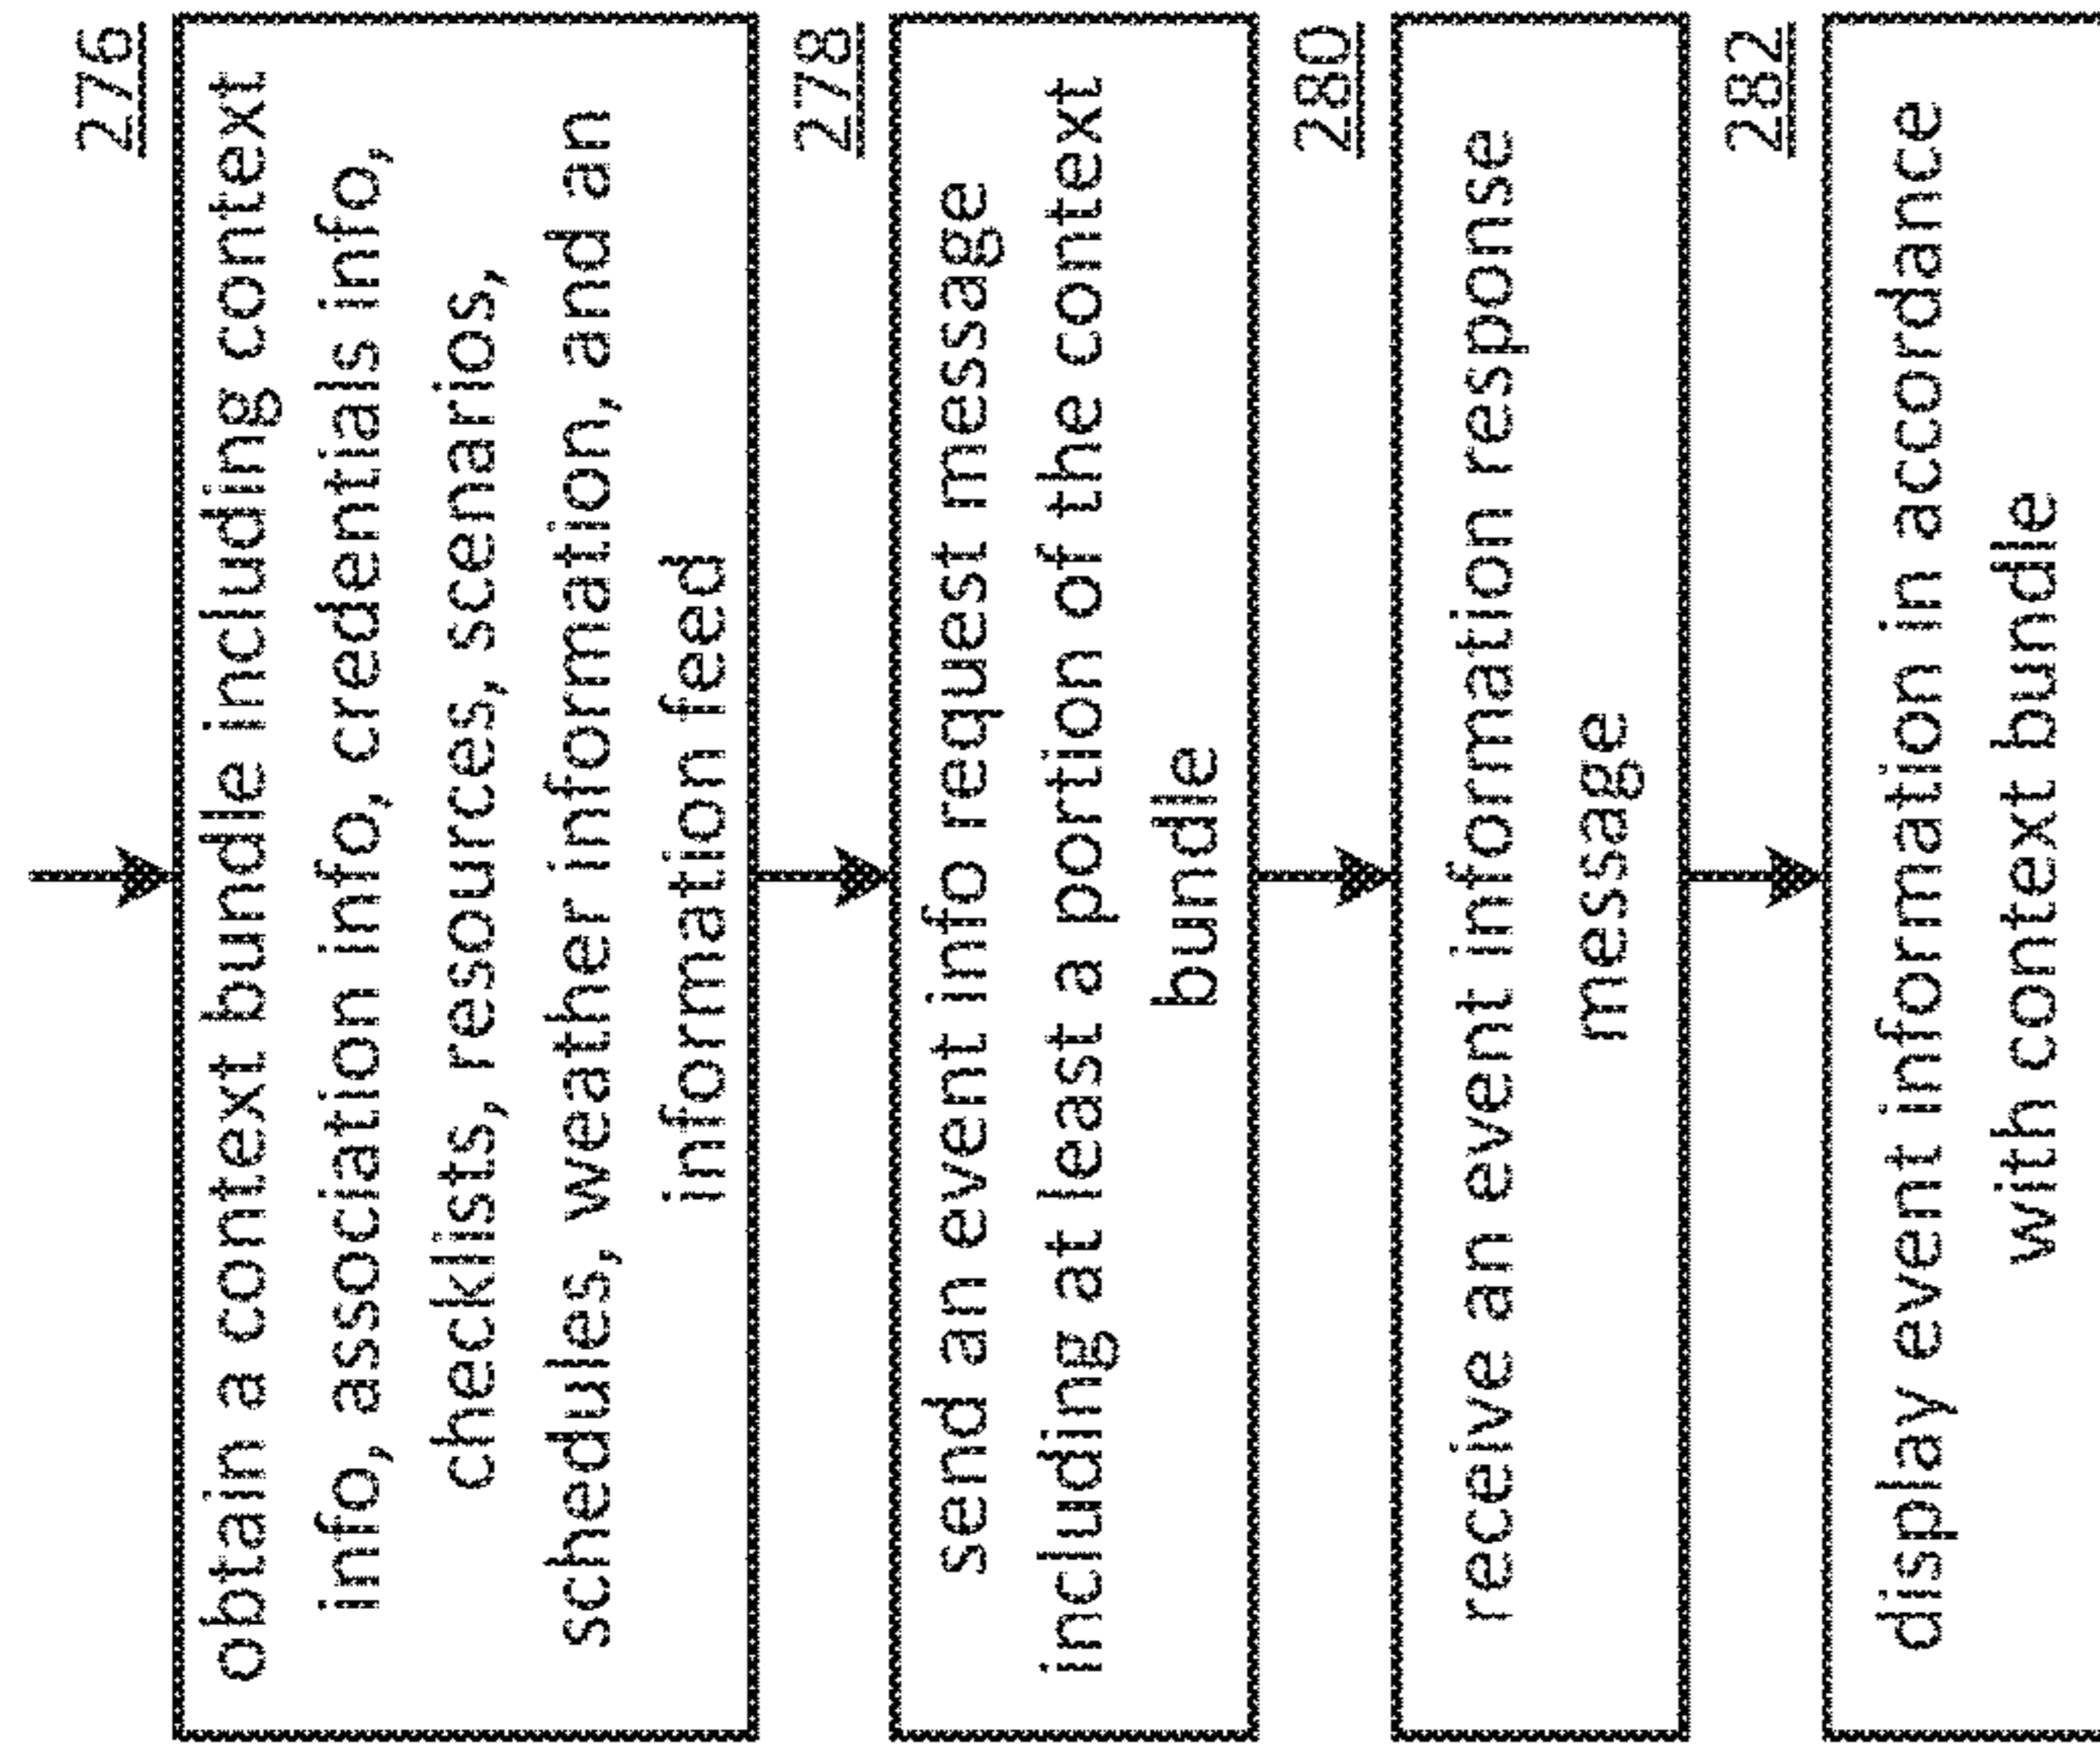 276
obtain a context bundle including context
info, association info, credentials info,
checklists, resources, scenarios,
schedules, weather information, and an
information feed
278
send an event info request message
including at least a portion of the context
bundle
280
receive an event information response
message
282
display event information in accordance
with context bundle